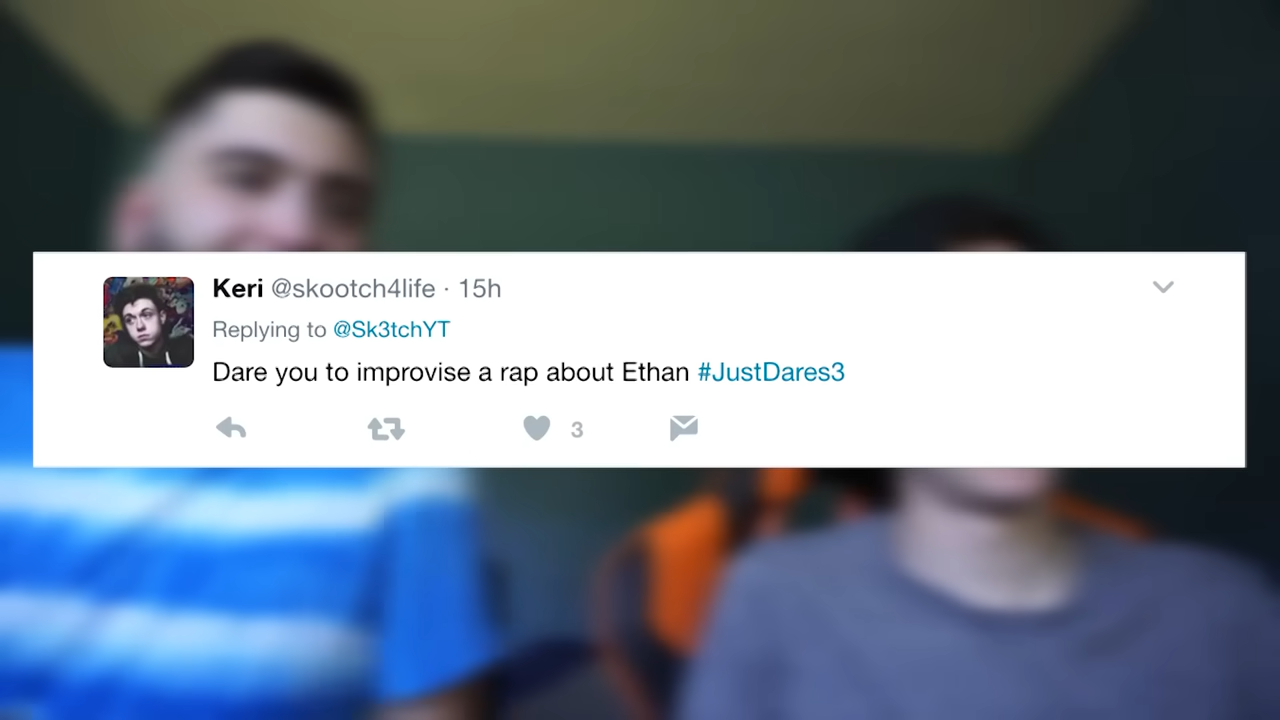 Keri @skootch4life · 15h
Replying to @Sk3tchYT
Dare you to improvise a rap about Ethan #JustDares3
3